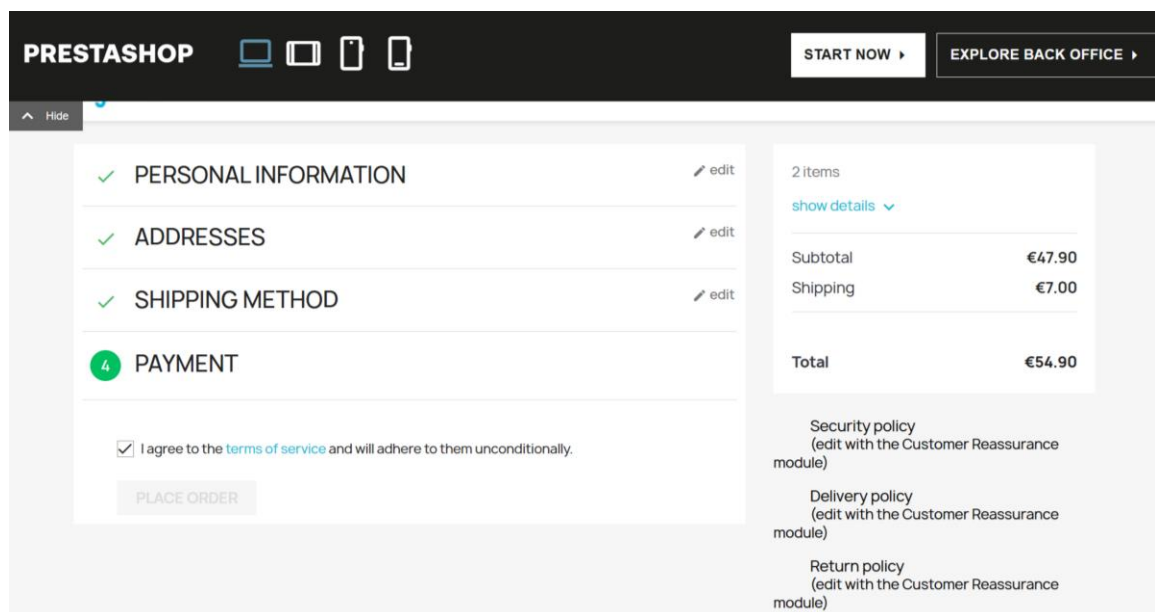 PRESTASHOP
START NOW
EXPLORE BACK OFFICE
Hide
PERSONAL INFORMATION
edit
ADDRESSES
edit
SHIPPING METHOD
edit
4 PAYMENT
I agree to the terms of service and will adhere to them unconditionally.
PLACE ORDER
2 items
show details
Subtotal €47.90
Shipping €7.00
Total €54.90
Security policy
(edit with the Customer Reassurance
module)
Delivery policy
(edit with the Customer Reassurance
module)
Return policy
(edit with the Customer Reassurance
module)